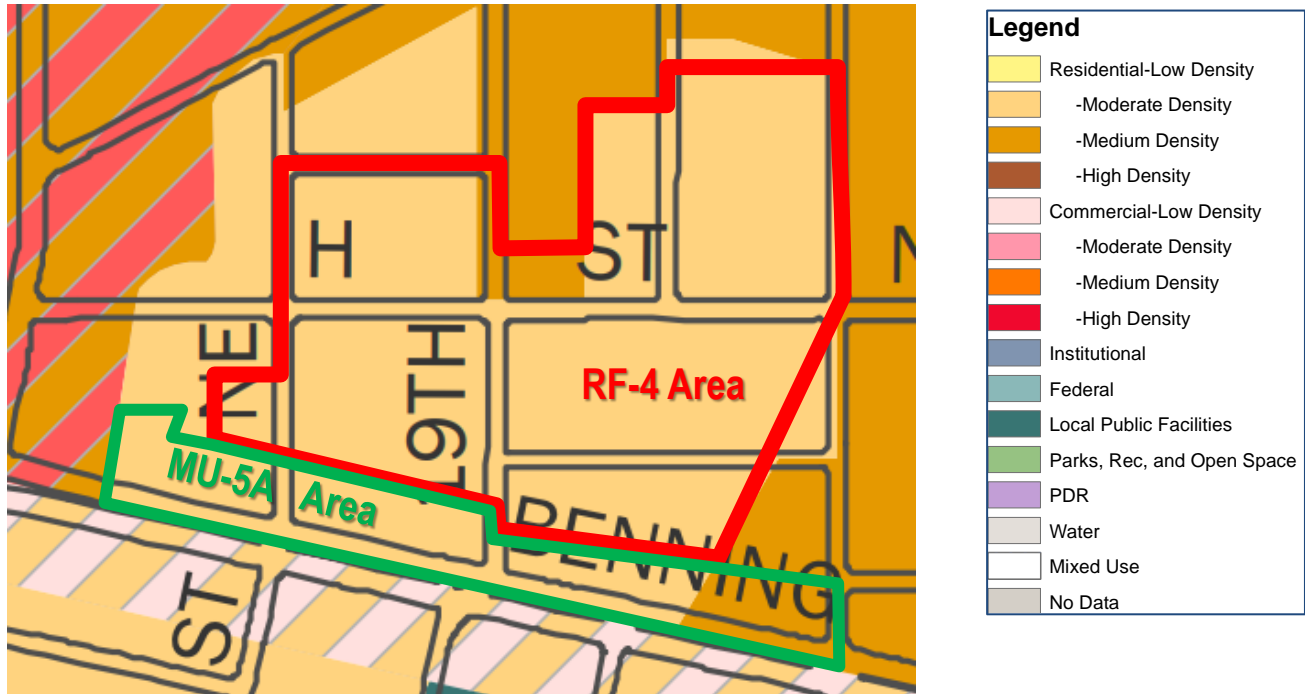 H ST N
NE
19TH
RF-4 Area
MU-5A Area
BENNING
ST
Legend
Residential-Low Density
-Moderate Density
-Medium Density
-High Density
Commercial-Low Density
-Moderate Density
-Medium Density
-High Density
Institutional
Federal
Local Public Facilities
Parks, Rec, and Open Space
PDR
Water
Mixed Use
No Data